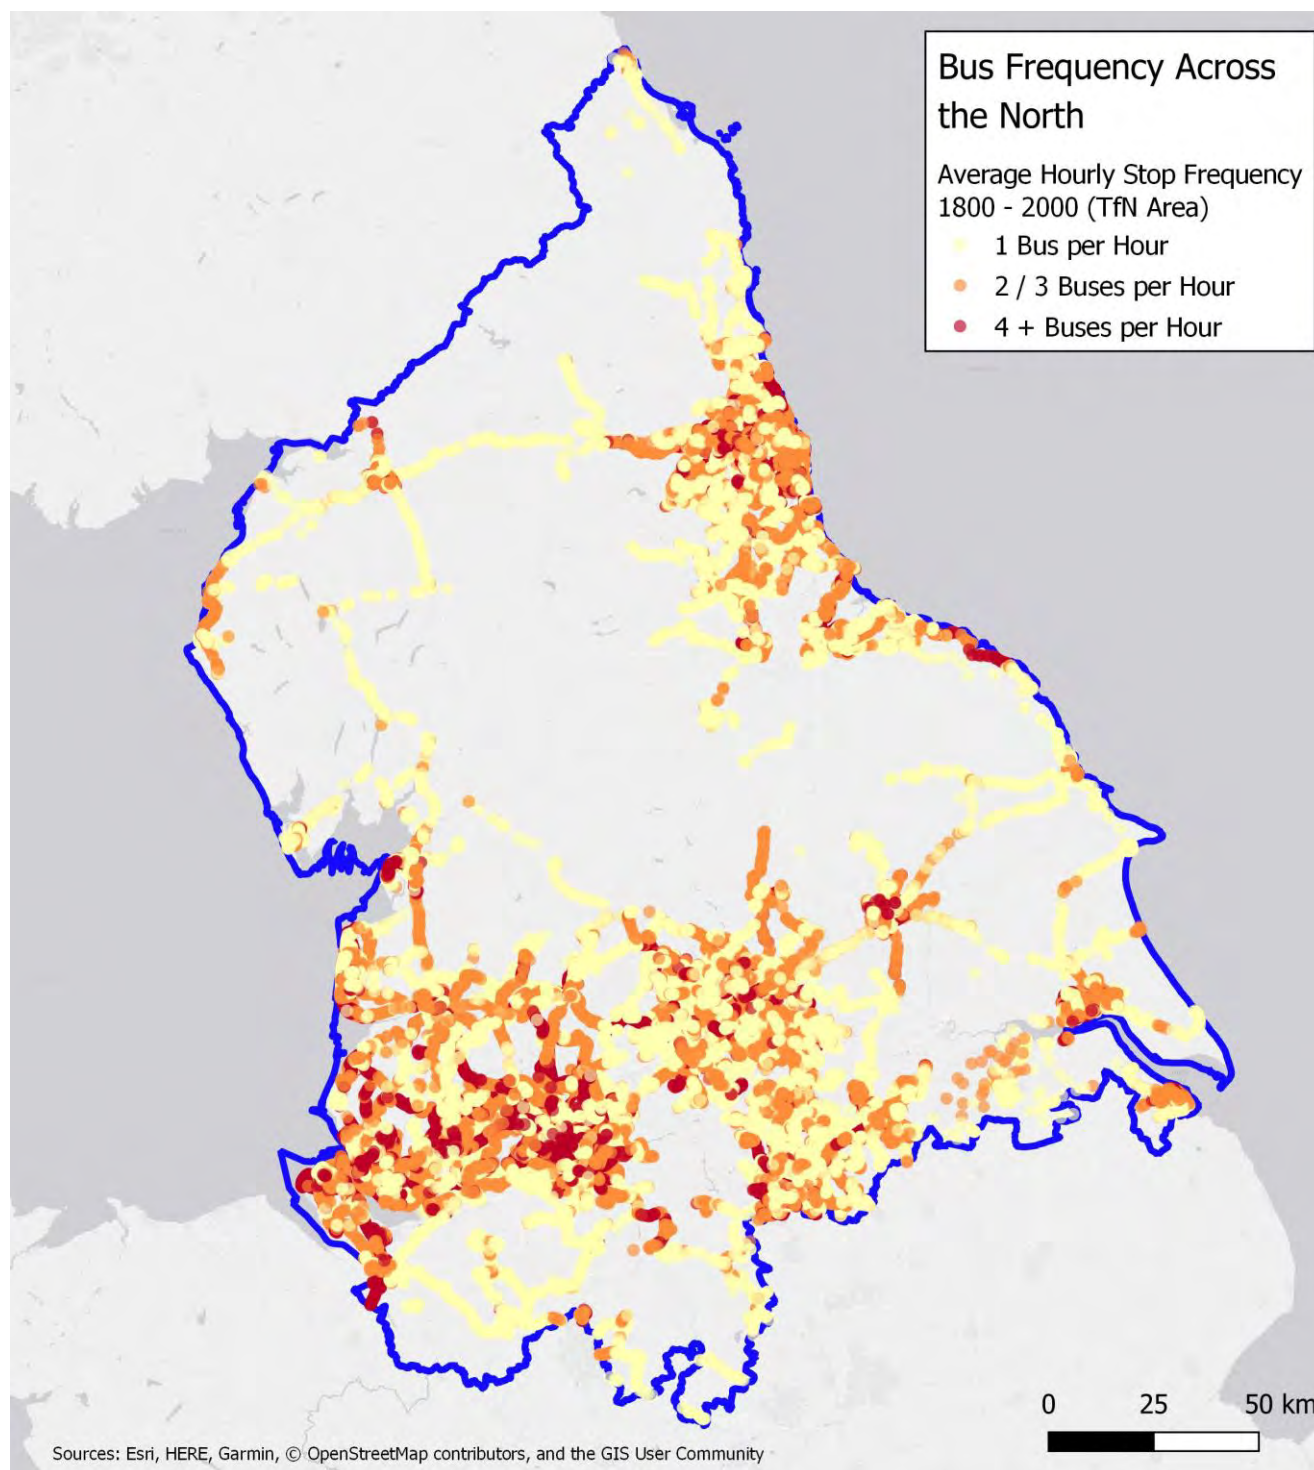 Bus Frequency Across
the North
Average Hourly Stop Frequency
1800 - 2000 (TfN Area)
1 Bus per Hour
2 / 3 Buses per Hour
4 + Buses per Hour
0 25 50 km
Sources: Esri, HERE, Garmin, © OpenStreetMap contributors, and the GIS User Community